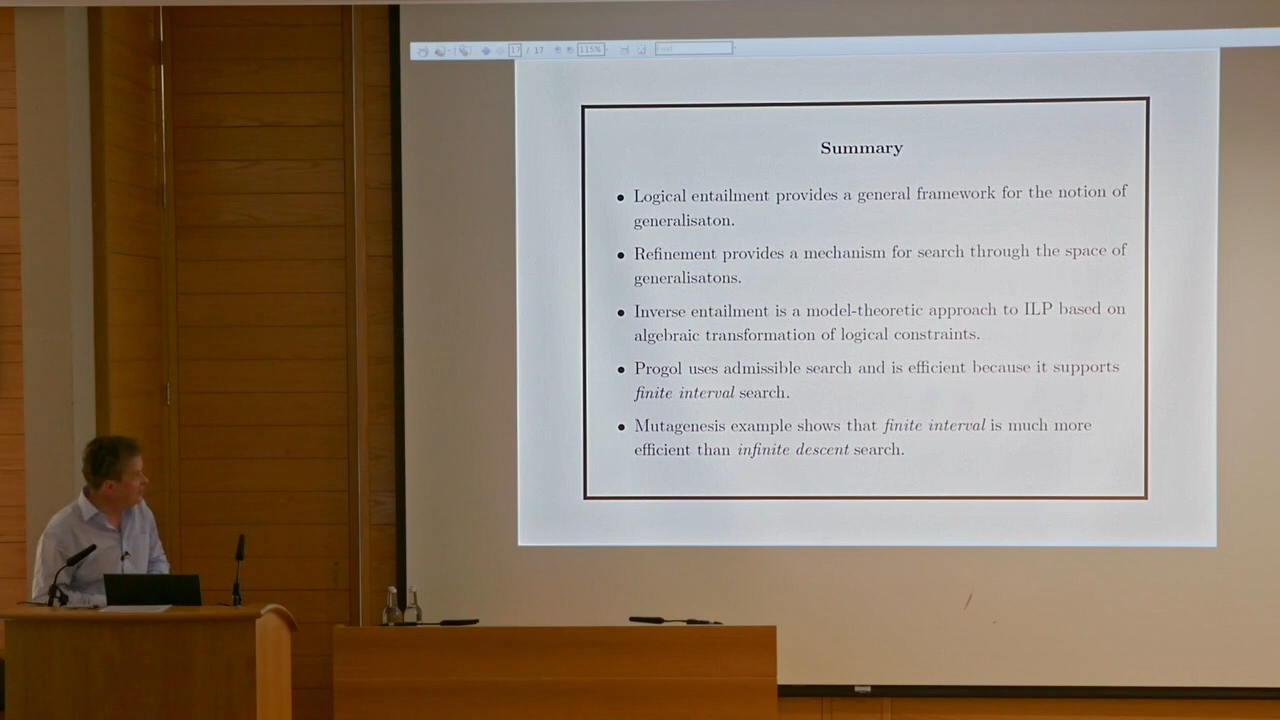 17 / 17 115%
Summary
• Logical entailment provides a general framework for the notion of
generalisaton.
• Refinement provides a mechanism for search through the space of
generalisatons.
• Inverse entailment is a model-theoretic approach to ILP based on
algebraic transformation of logical constraints.
• Progol uses admissible search and is efficient because it supports
finite interval search.
• Mutagenesis example shows that finite interval is much more
efficient than infinite descent search.